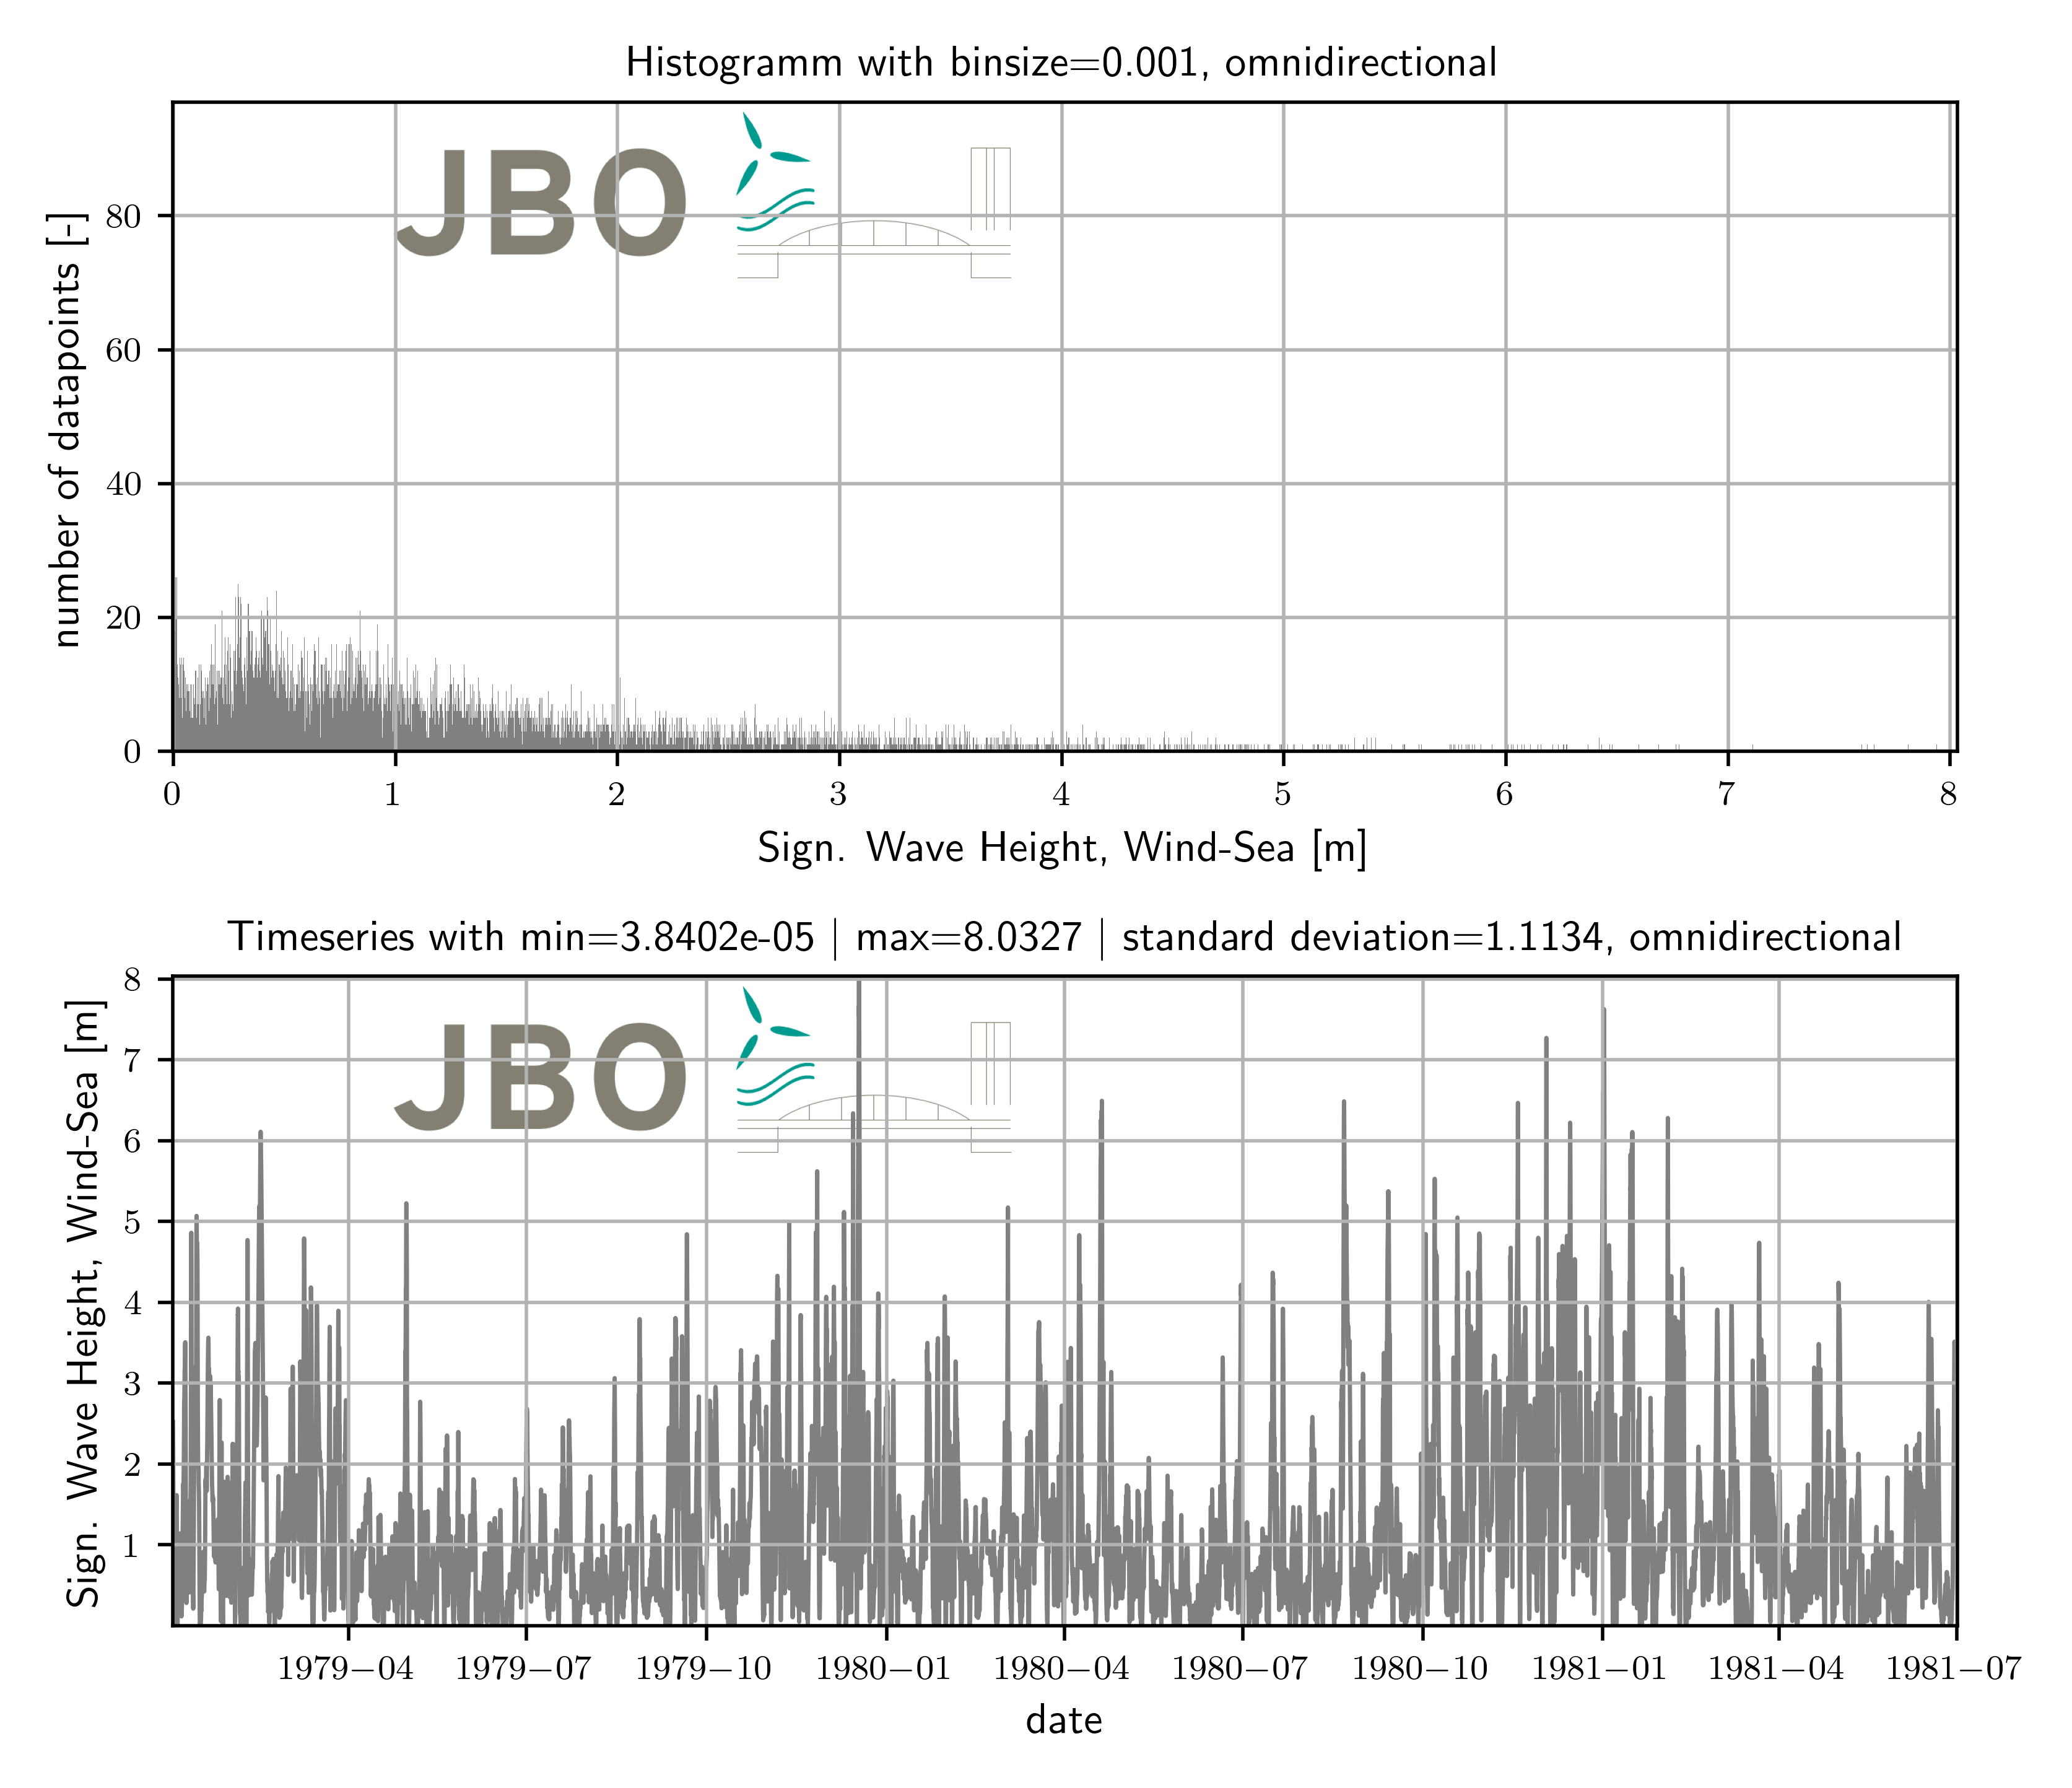 Histogramm with binsize=0.001, omnidirectional
JBO
number of datapoints [-]
80
60
40
20
0
0 1 2 3 4 5 6 7 8
Sign. Wave Height, Wind-Sea [m]
Timeseries with min=3.8402e-05 | max=8.0327 | standard deviation=1.1134, omnidirectional
JBO
Sign. Wave Height, Wind-Sea [m]
8
7
6
5
4
3
2
1
1979−04 1979−07 1979−10 1980−01 1980−04 1980−07 1980−10 1981−01 1981−04 1981−07
date